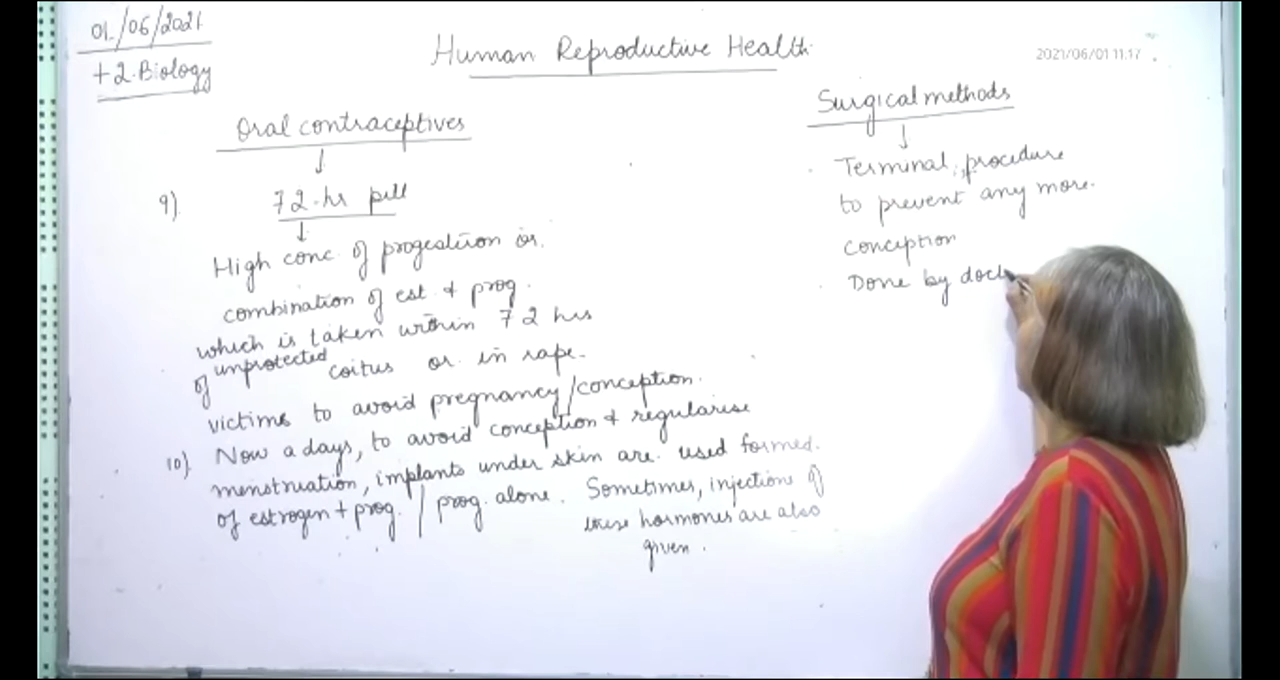 01/06/2021
+2 Biology
Human Reproductive Health
2021/06/01 11:17
Oral contraceptives
9) 72-hr pill
High conc of progestron or
combination of est. + prog.
which is taken within 72 hrs
of unprotected coitus or in rape
victims to avoid pregnancy/conception.
10) Now a days, to avoid conception & regularise
menstruation, implants under skin are used formed
of estrogen + prog. / prog. alone. Sometimes, injections of
these hormones are also
given.
Surgical methods
Terminal procedure
to prevent any more
conception
Done by doct